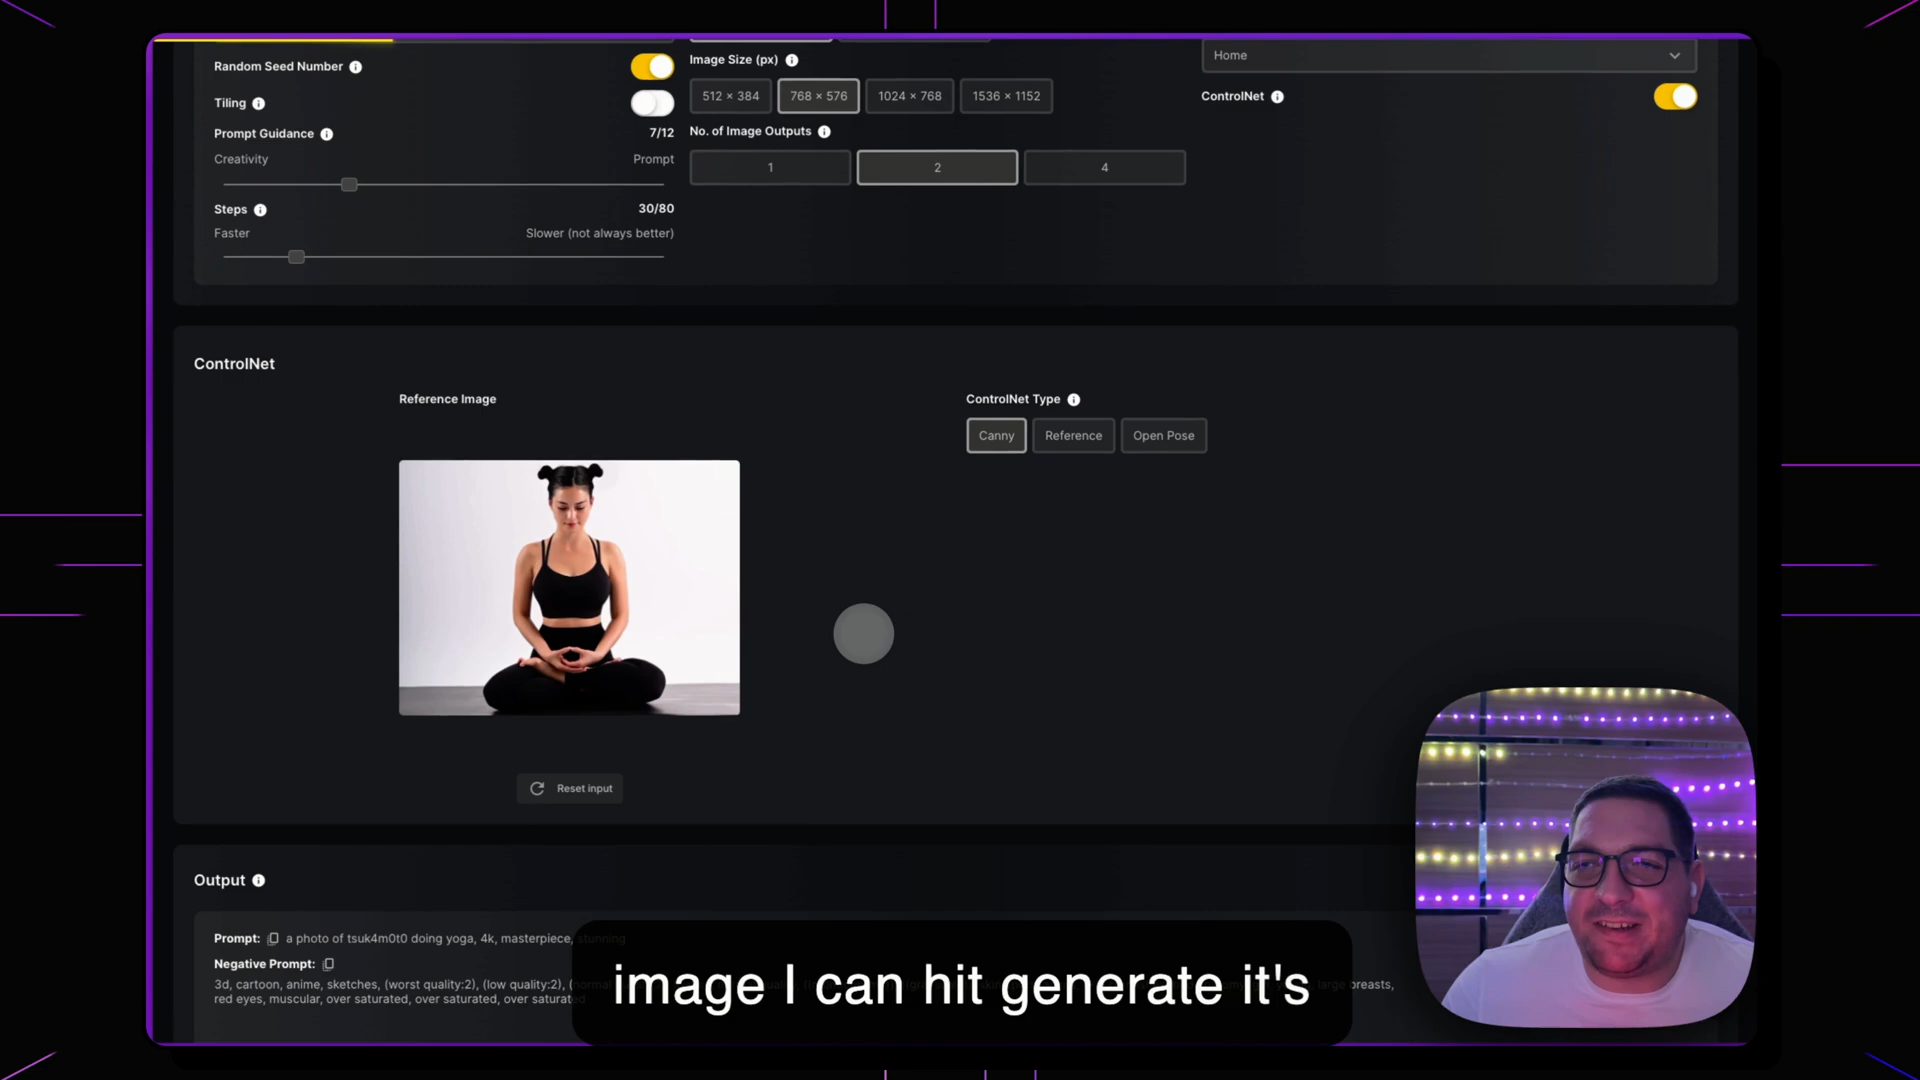 Random Seed Number
Tiling
Prompt Guidance
7/12
Creativity
Prompt
Steps
30/80
Faster
Slower (not always better)
Image Size (px)
512 × 384
768 × 576
1024 × 768
1536 × 1152
No. of Image Outputs
1
2
4
Home
ControlNet
ControlNet
Reference Image
ControlNet Type
Canny
Reference
Open Pose
Reset input
Output
Prompt: a photo of tsuk4m0t0 doing yoga, 4k, masterpiece, stunning
Negative Prompt:
3d, cartoon, anime, sketches, (worst quality:2), (low quality:2), ( large breasts,
red eyes, muscular, over saturated, over saturated, over saturated
image I can hit generate it's